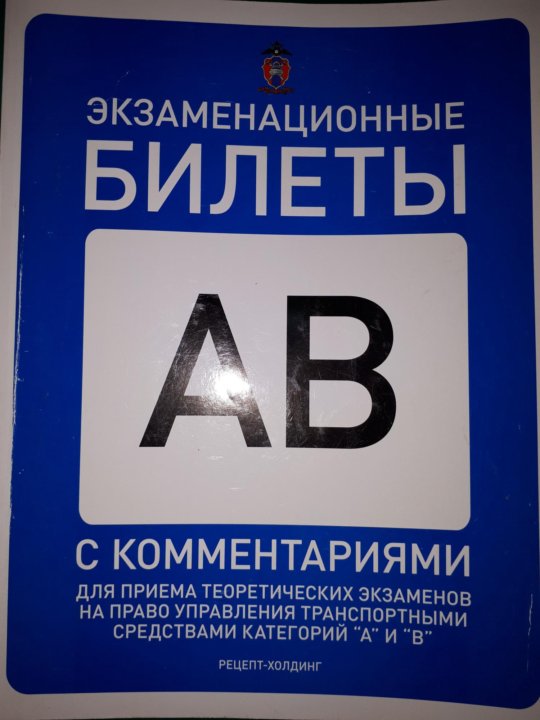 ЭКЗАМЕНАЦИОННЫЕ
БИЛЕТЫ
АВ
С КОММЕНТАРИЯМИ
ДЛЯ ПРИЕМА ТЕОРЕТИЧЕСКИХ ЭКЗАМЕНОВ
НА ПРАВО УПРАВЛЕНИЯ ТРАНСПОРТНЫМИ
СРЕДСТВАМИ КАТЕГОРИЙ “А” И “В”
РЕЦЕПТ-ХОЛДИНГ